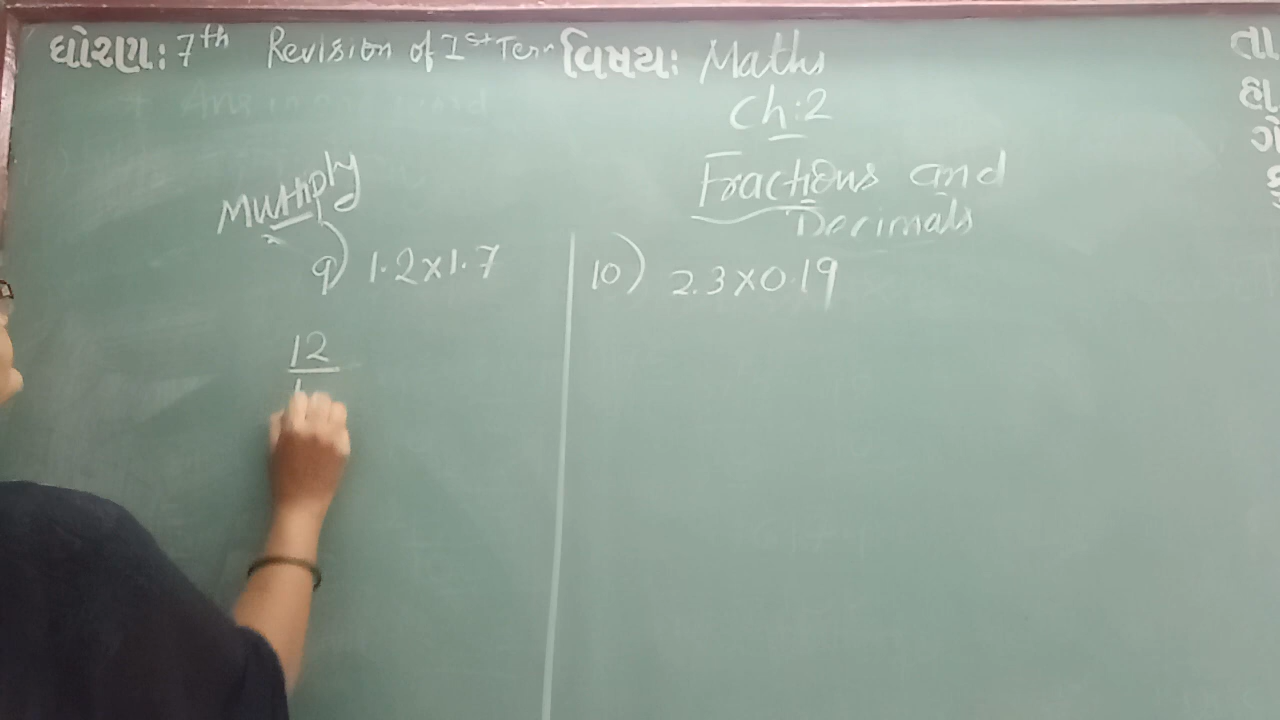 ધોરણ: 7th Revision of 1st Term વિષય: Maths
Ch:2
Fractions and
Decimals
Multiply
9) 1.2×1.7
10) 2.3×0.19
12
તા
હા
ગે